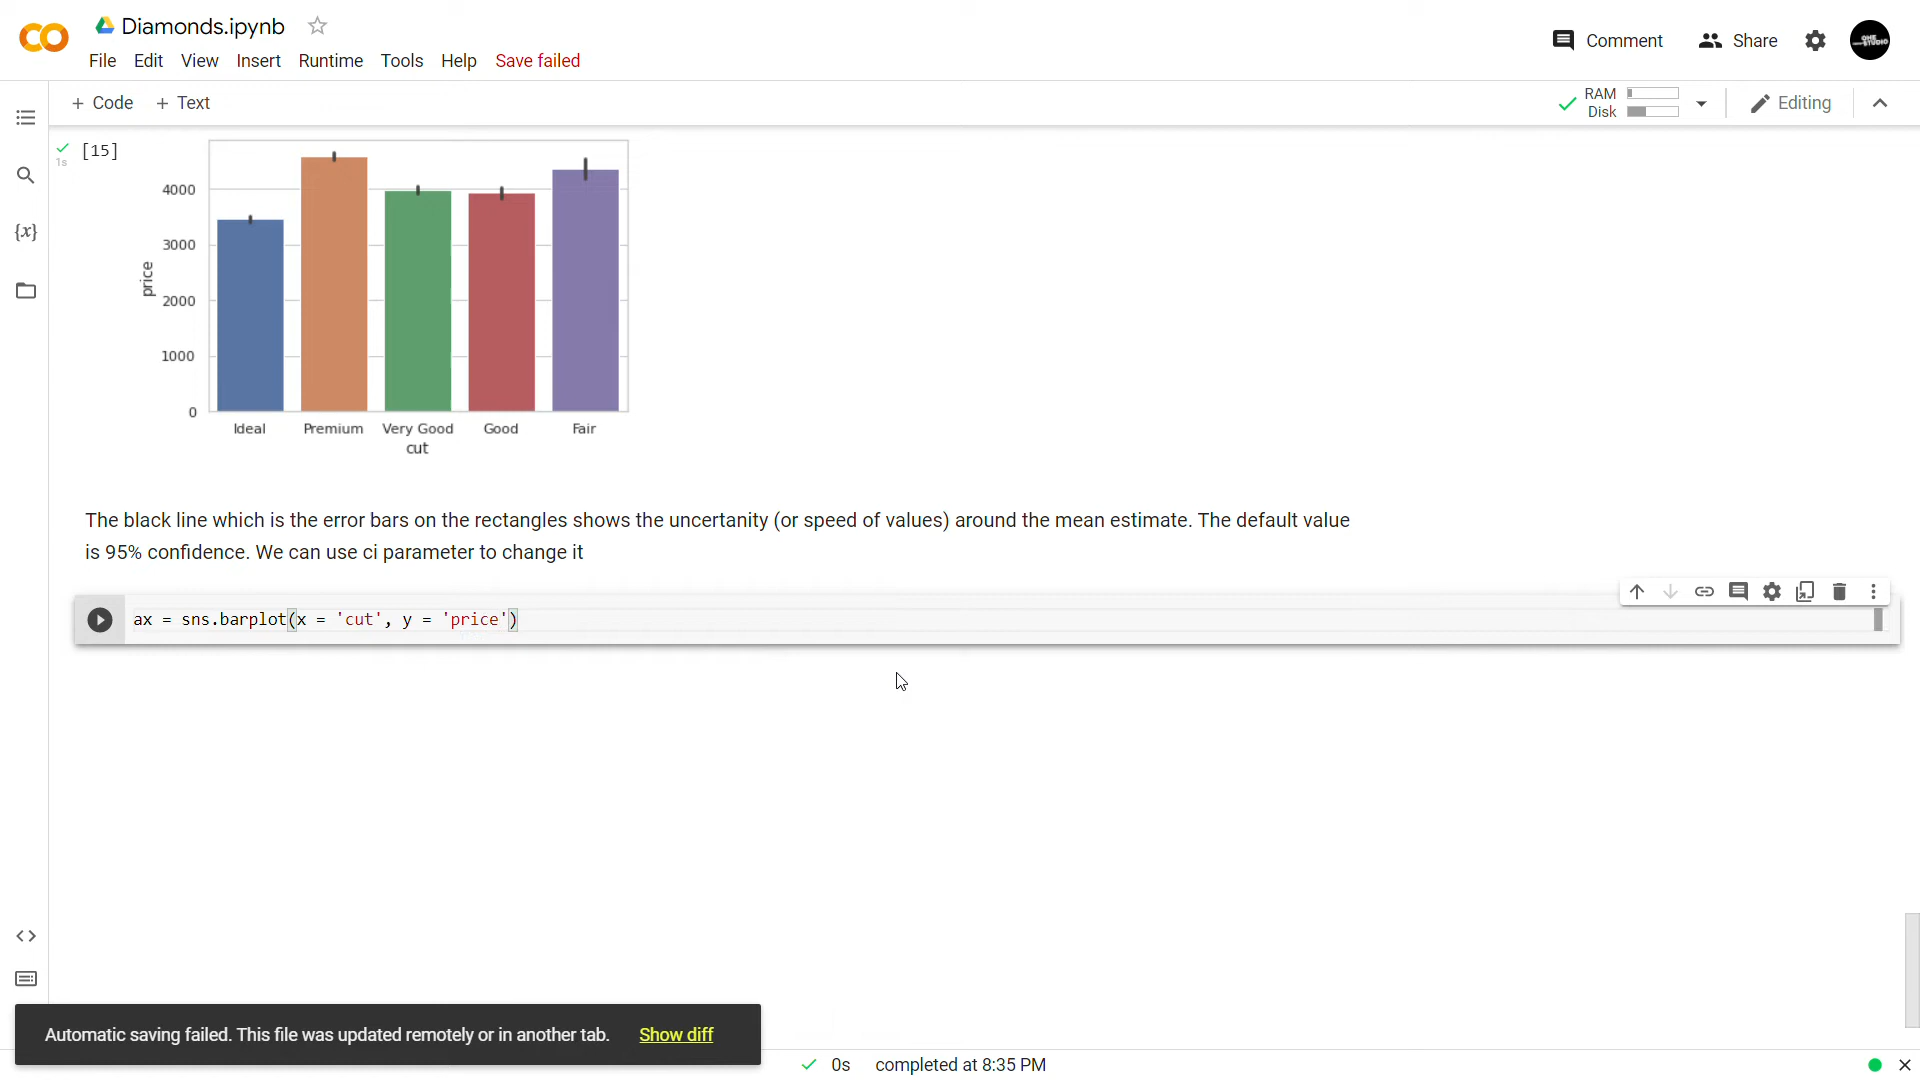 Diamonds.ipynb
File Edit View Insert Runtime Tools Help Save failed
Comment Share
+ Code + Text
RAM
Disk
Editing
1s
[15]
{x}
4000
3000
2000
1000
0
price
Ideal Premium Very Good Good Fair
cut
The black line which is the error bars on the rectangles shows the uncertanity (or speed of values) around the mean estimate. The default value
is 95% confidence. We can use ci parameter to change it
ax = sns.barplot(x = 'cut', y = 'price')
Automatic saving failed. This file was updated remotely or in another tab. Show diff
0s completed at 8:35 PM